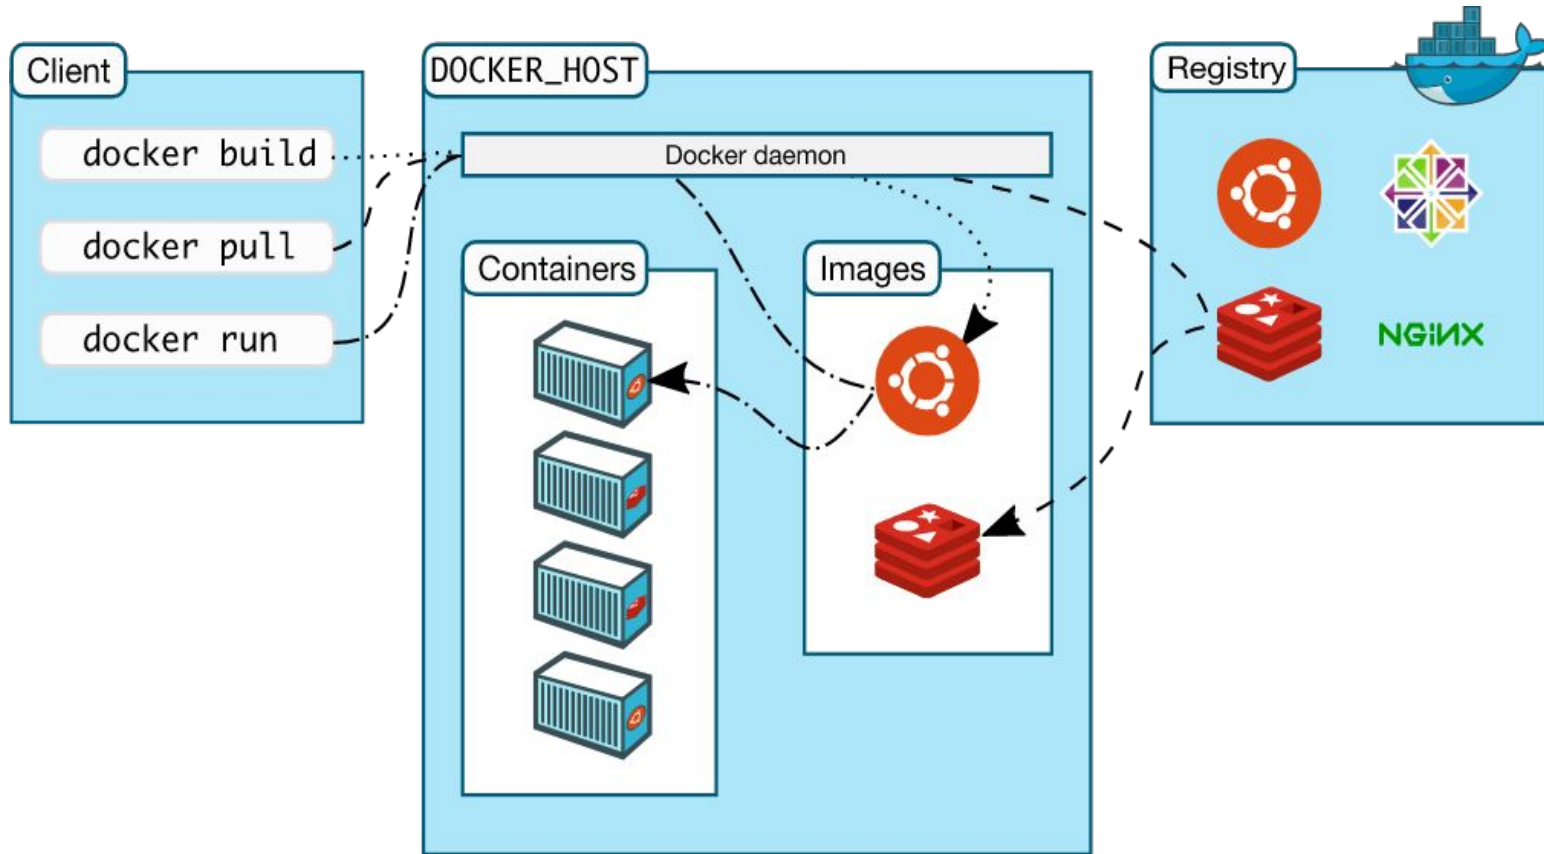 Client
docker build
docker pull
docker run
DOCKER_HOST
Docker daemon
Containers
Images
Registry
NGiNX